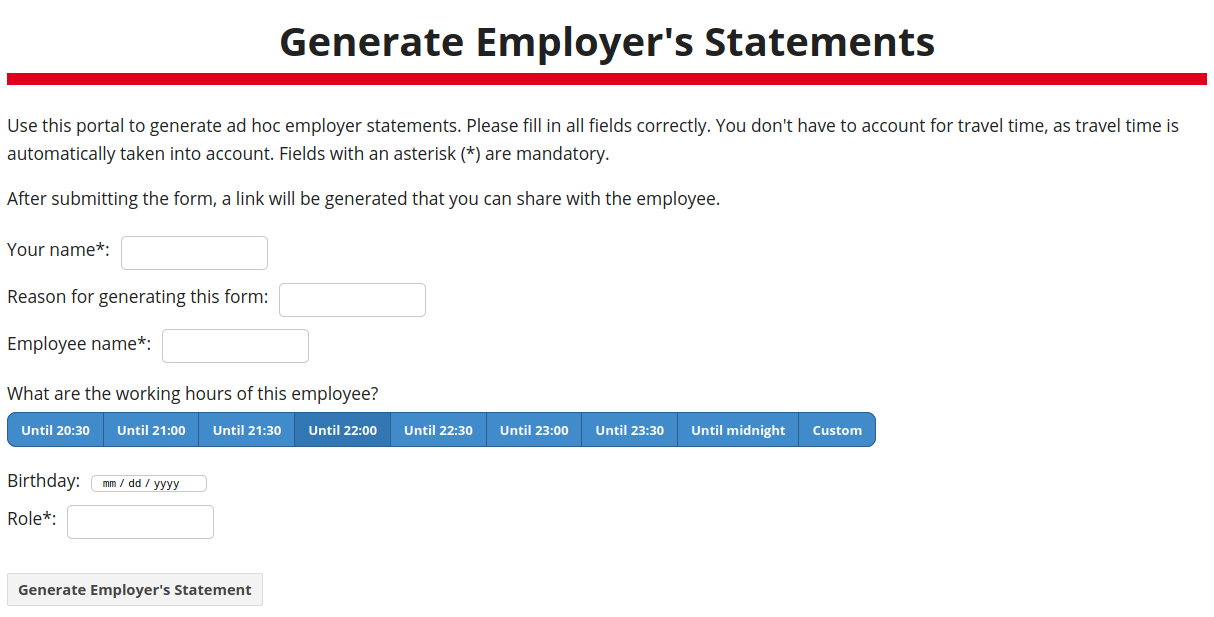 Generate Employer's Statements
Use this portal to generate ad hoc employer statements. Please fill in all fields correctly. You don't have to account for travel time, as travel time is
automatically taken into account. Fields with an asterisk (*) are mandatory.
After submitting the form, a link will be generated that you can share with the employee.
Your name*:
Reason for generating this form:
Employee name*:
What are the working hours of this employee?
Until 20:30 Until 21:00 Until 21:30 Until 22:00 Until 22:30 Until 23:00 Until 23:30 Until midnight Custom
Birthday: mm / dd / yyyy
Role*:
Generate Employer's Statement